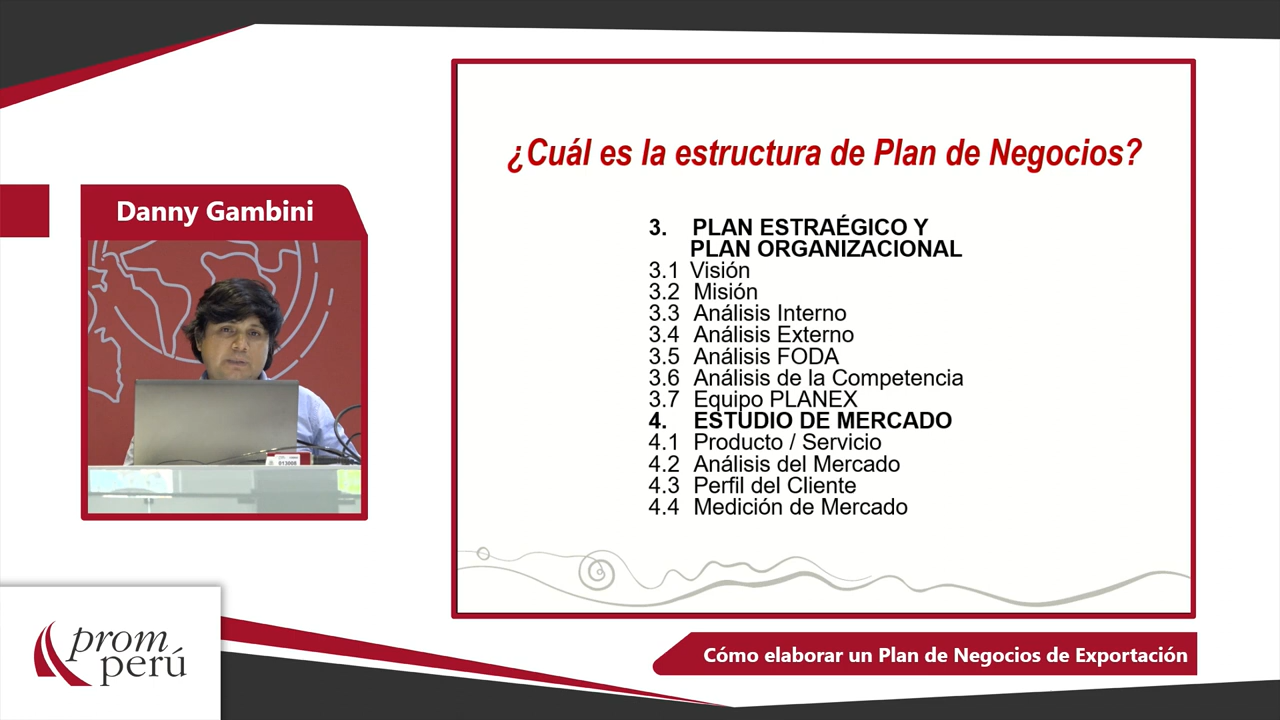 ¿Cuál es la estructura de Plan de Negocios?
Danny Gambini
3. PLAN ESTRAÉGICO Y
PLAN ORGANIZACIONAL
3.1 Visión
3.2 Misión
3.3 Análisis Interno
3.4 Análisis Externo
3.5 Análisis FODA
3.6 Análisis de la Competencia
3.7 Equipo PLANEX
4. ESTUDIO DE MERCADO
4.1 Producto / Servicio
4.2 Análisis del Mercado
4.3 Perfil del Cliente
4.4 Medición de Mercado
prom
perú
Cómo elaborar un Plan de Negocios de Exportación